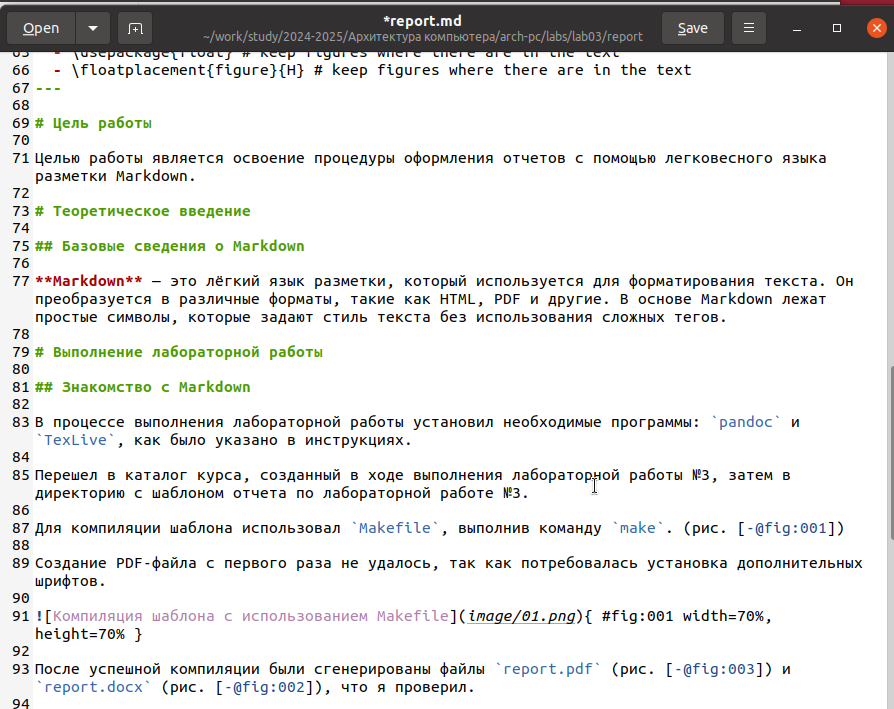 Open
*report.md
~/work/study/2024-2025/Архитектура компьютера/arch-pc/labs/lab03/report
Save
65 - \usepackage{float} # keep figures where there are in the text
66 - \floatplacement{figure}{H} # keep figures where there are in the text
67 ---
68
69 # Цель работы
70
71 Целью работы является освоение процедуры оформления отчетов с помощью легковесного языка
разметки Markdown.
72
73 # Теоретическое введение
74
75 ## Базовые сведения о Markdown
76
77 **Markdown** — это лёгкий язык разметки, который используется для форматирования текста. Он
преобразуется в различные форматы, такие как HTML, PDF и другие. В основе Markdown лежат
простые символы, которые задают стиль текста без использования сложных тегов.
78
79 # Выполнение лабораторной работы
80
81 ## Знакомство с Markdown
82
83 В процессе выполнения лабораторной работы установил необходимые программы: `pandoc` и
`TexLive`, как было указано в инструкциях.
84
85 Перешел в каталог курса, созданный в ходе выполнения лабораторной работы №3, затем в
директорию с шаблоном отчета по лабораторной работе №3.
86
87 Для компиляции шаблона использовал `Makefile`, выполнив команду `make`. (рис. [-@fig:001])
88
89 Создание PDF-файла с первого раза не удалось, так как потребовалась установка дополнительных
шрифтов.
90
91 ![Компиляция шаблона с использованием Makefile](image/01.png){ #fig:001 width=70%,
height=70% }
92
93 После успешной компиляции были сгенерированы файлы `report.pdf` (рис. [-@fig:003]) и
`report.docx` (рис. [-@fig:002]), что я проверил.
94